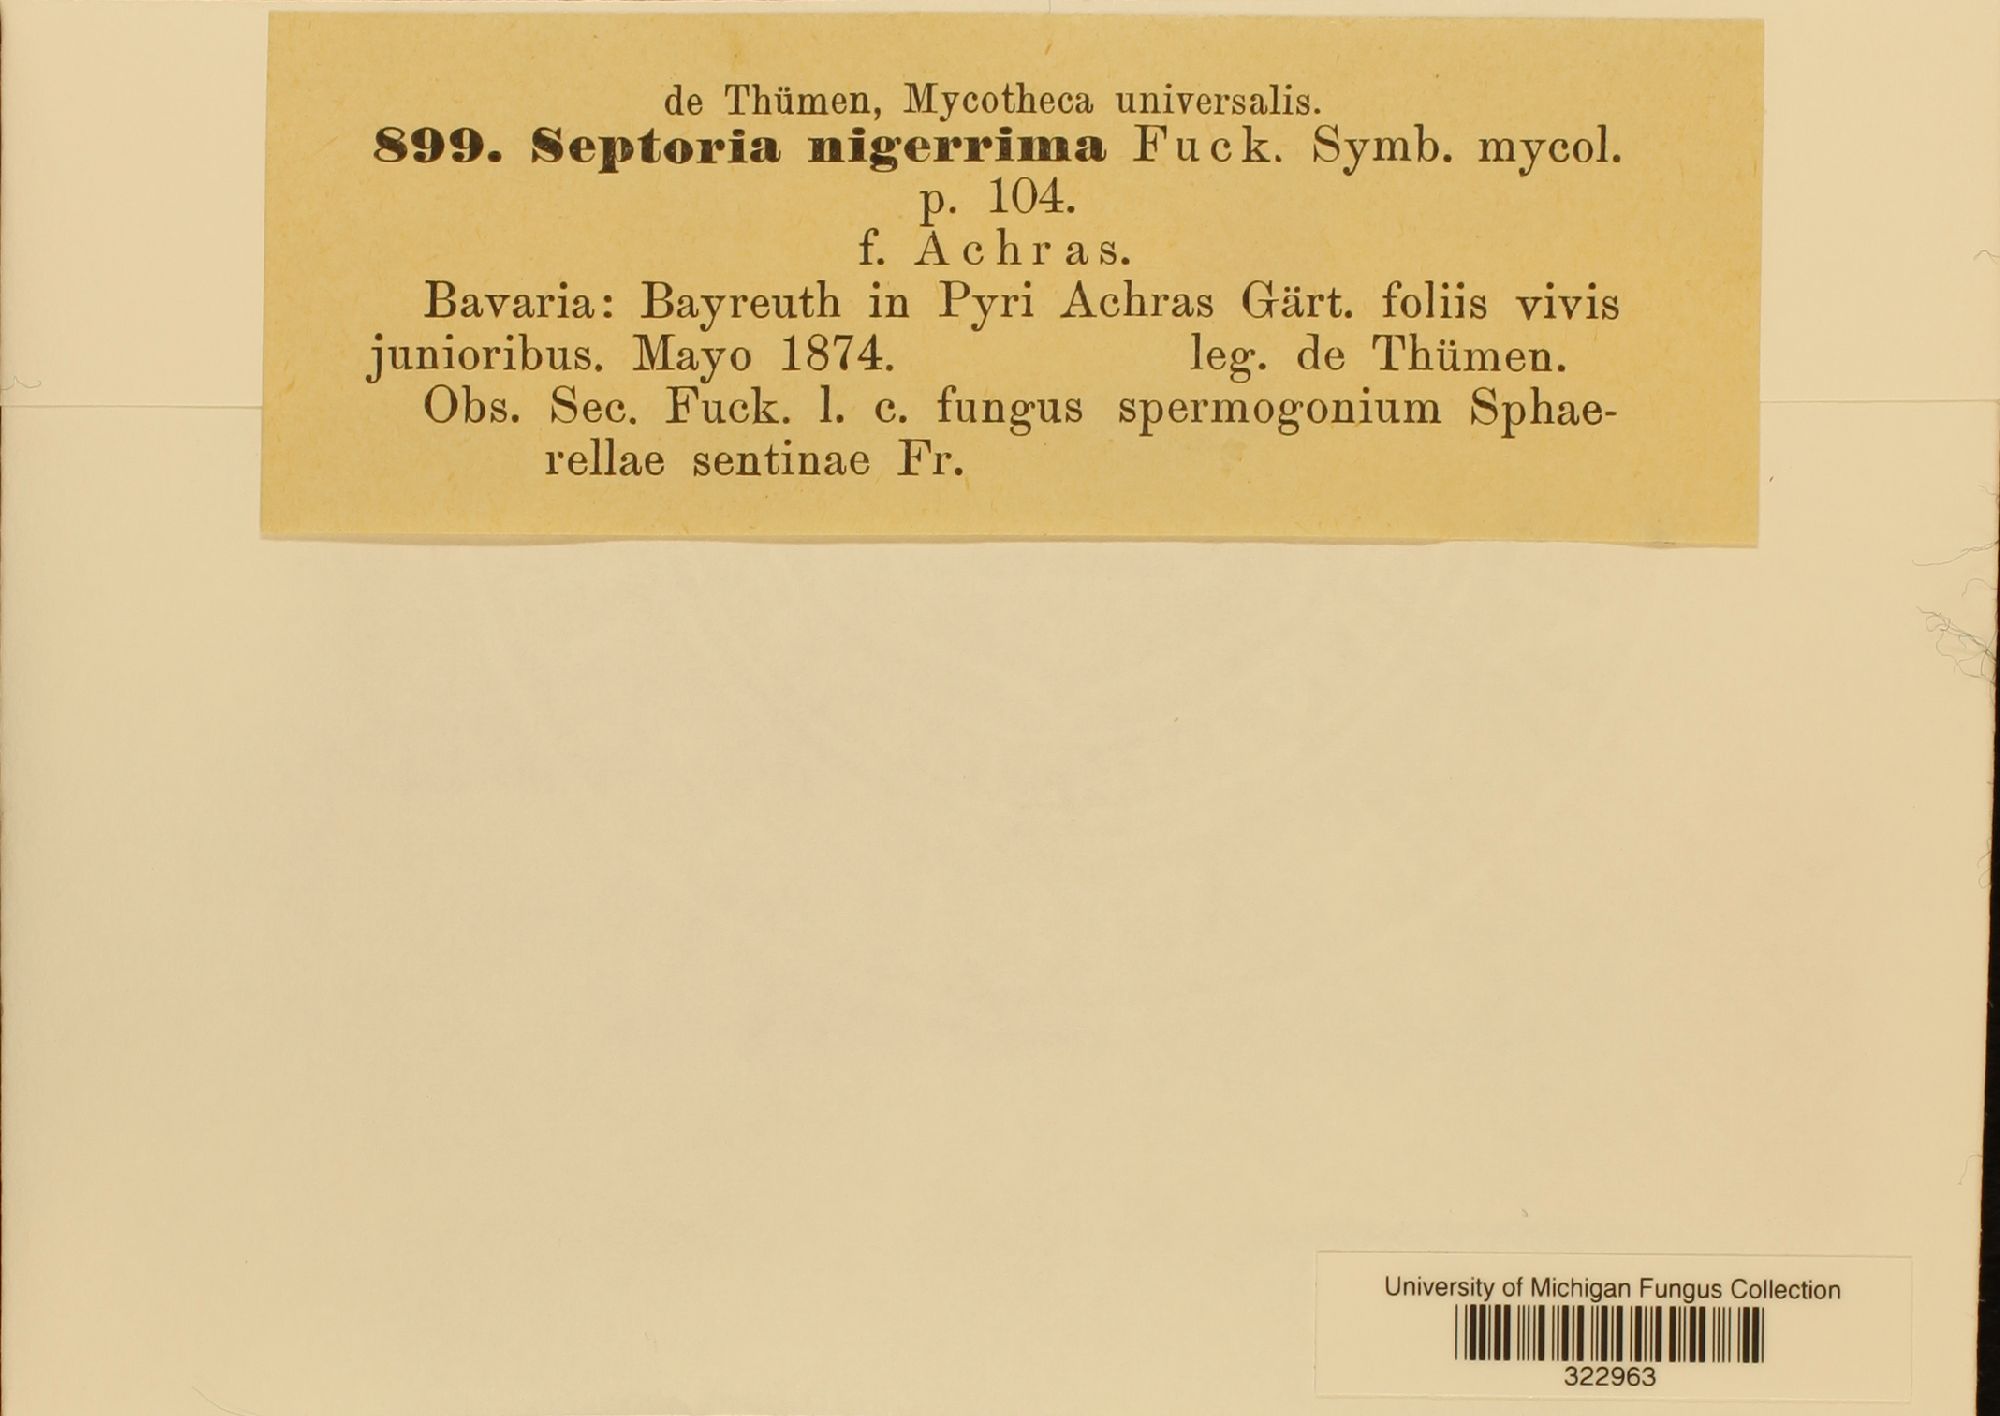 de Thümen, Mycotheca universalis.
899. Septoria nigerrima Fuck. Symb. mycol.
p. 104.
f. Achras.
Bavaria: Bayreuth in Pyri Achras Gärt. foliis vivis
junioribus. Mayo 1874. leg. de Thümen.
Obs. Sec. Fuck. l. c. fungus spermogonium Sphae-
rellae sentinae Fr.
University of Michigan Fungus Collection
322963